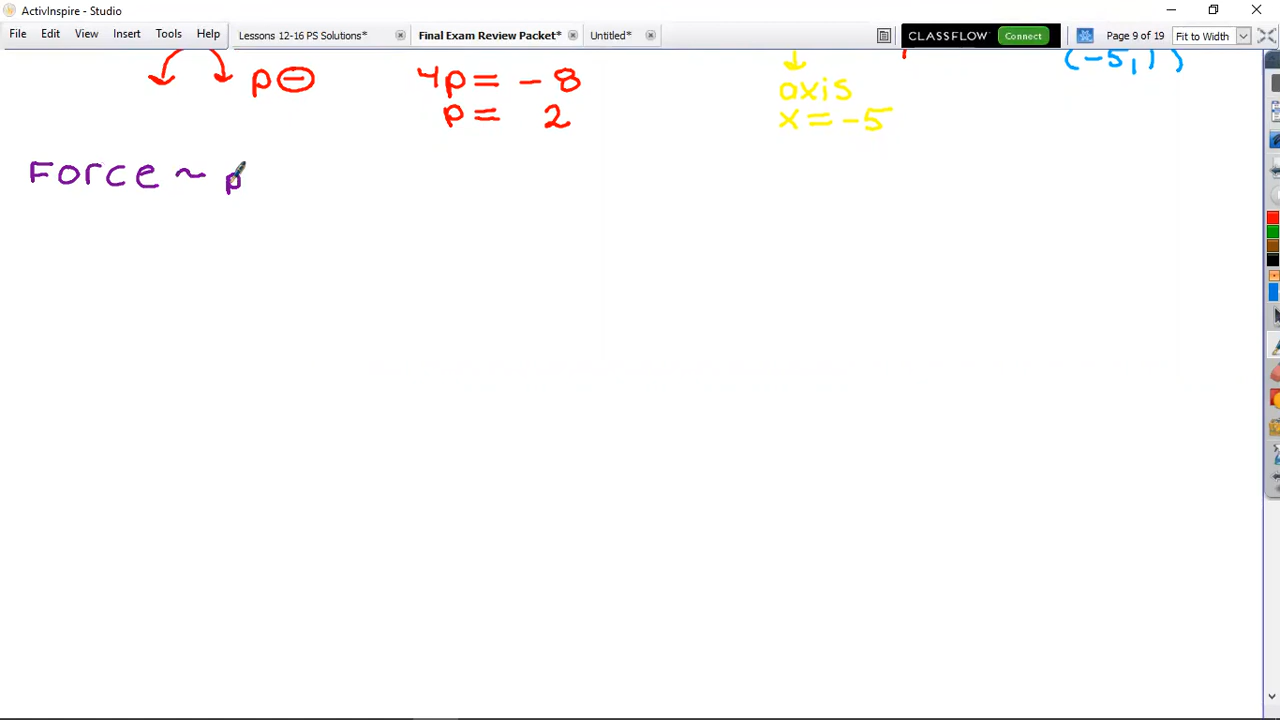 ActivInspire - Studio
File Edit View Insert Tools Help
Lessons 12-16 PS Solutions* Final Exam Review Packet* Untitled* CLASSFLOW Connect Page 9 of 19 Fit to Width
p ⊖ 4p = - 8 axis (-5,1)
p = 2 x = -5
Force ~ p